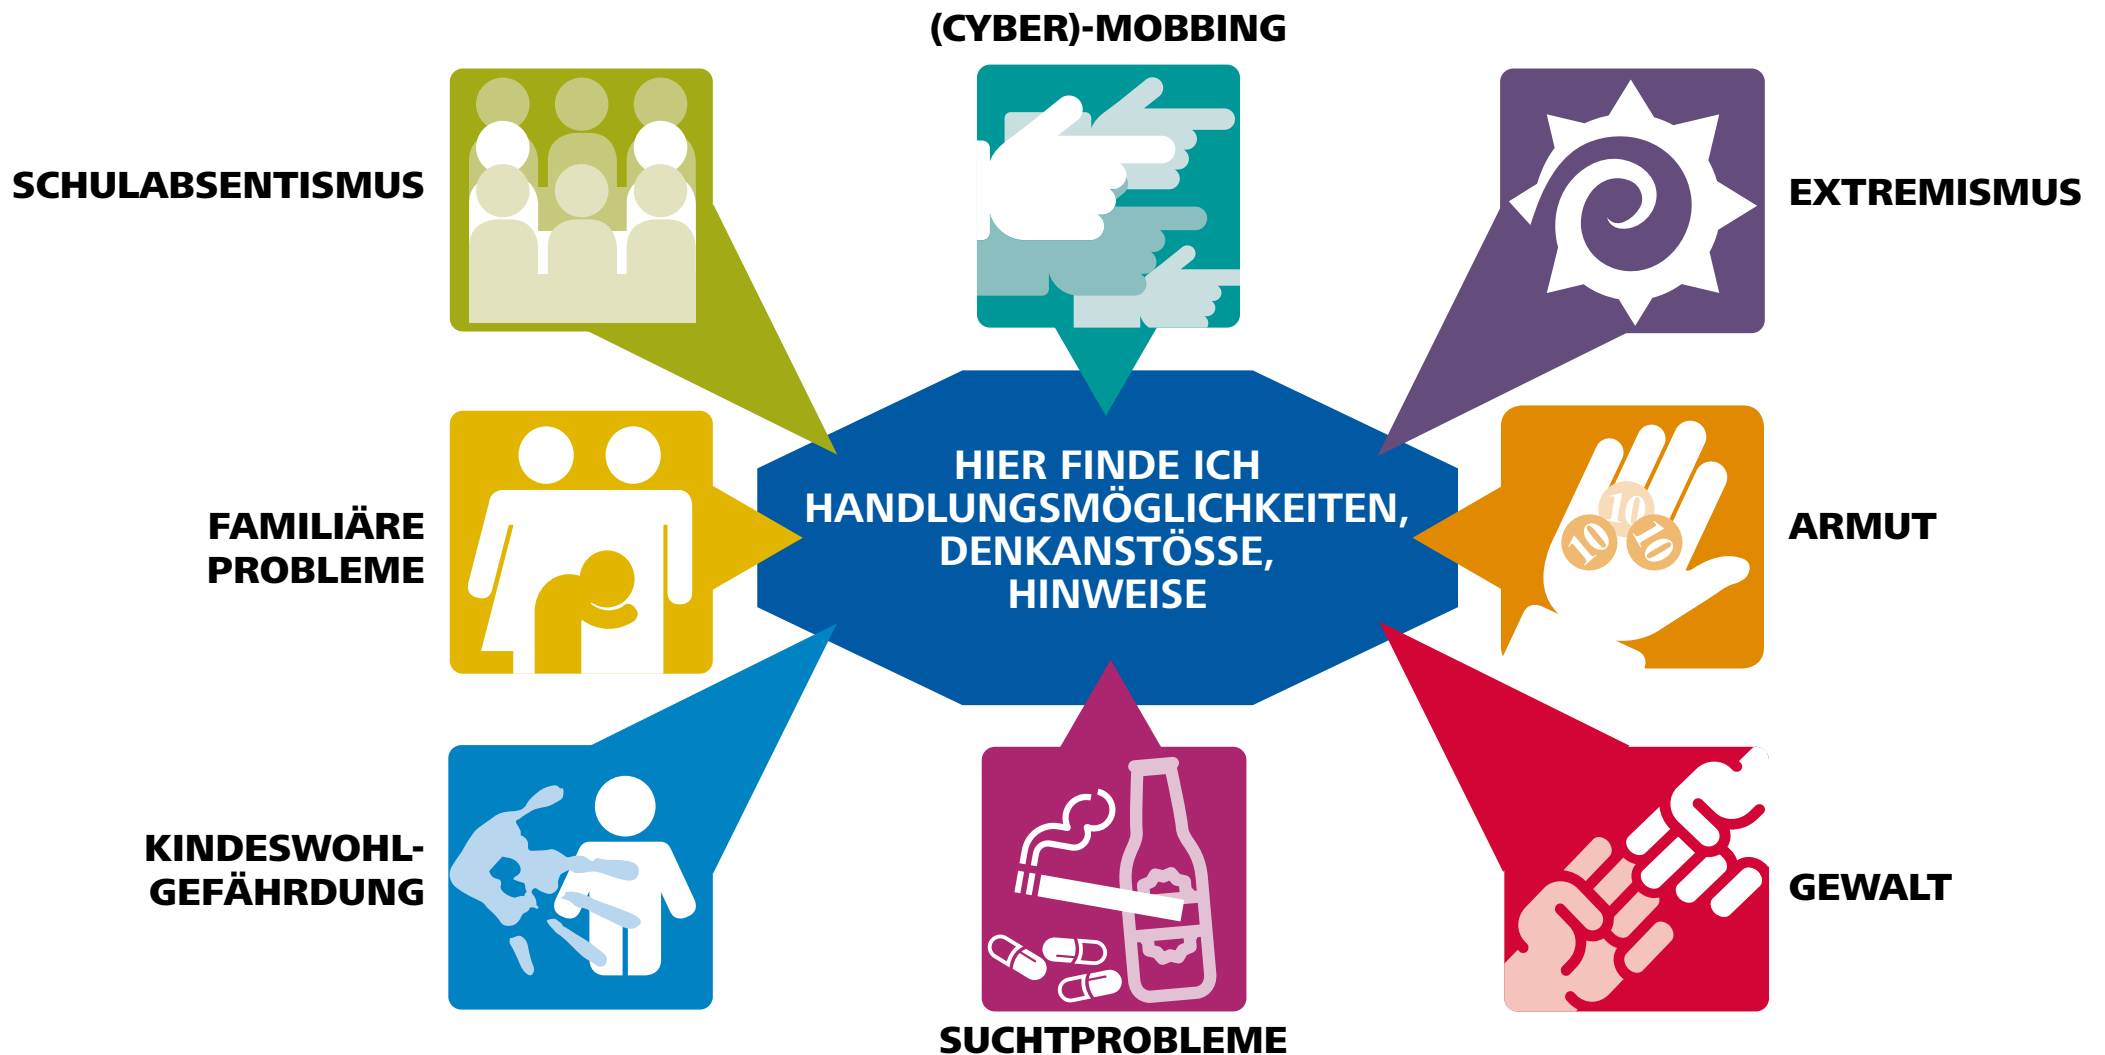 (CYBER)-MOBBING
SCHULABSENTISMUS
EXTREMISMUS
HIER FINDE ICH
HANDLUNGSMÖGLICHKEITEN,
DENKANSTÖSSE,
HINWEISE
FAMILIÄRE
PROBLEME
10
10
10
ARMUT
KINDESWOHL-
GEFÄHRDUNG
GEWALT
SUCHTPROBLEME